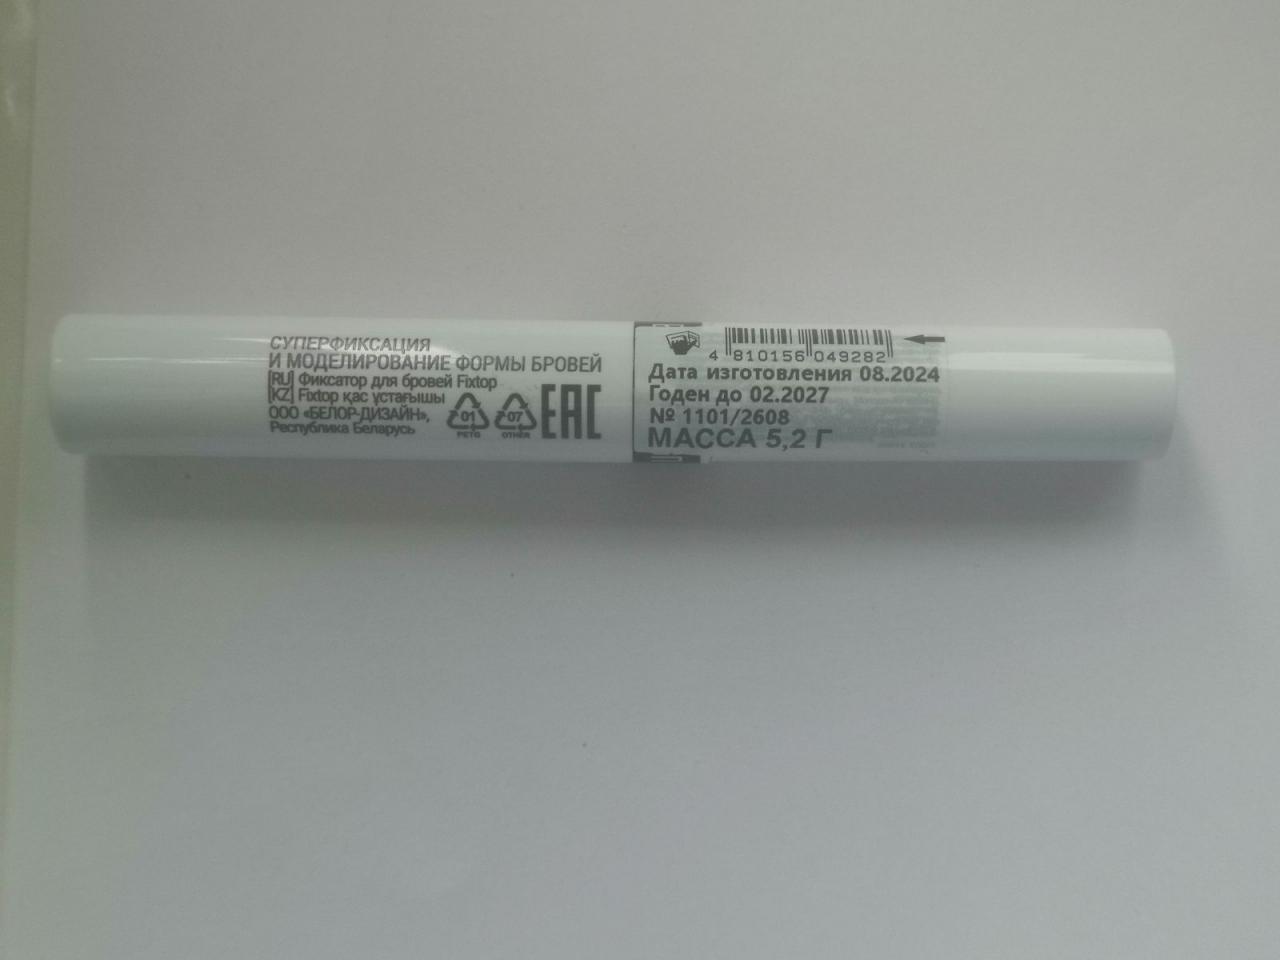 СУПЕРФИКСАЦИЯ
И МОДЕЛИРОВАНИЕ ФОРМЫ БРОВЕЙ
[RU] Фиксатор для бровей Fixtop
[KZ] Fixtop қас ұстағышы
ООО «БЕЛОР-ДИЗАЙН»,
Республика Беларусь
01
PETG
07
OTHER
EAC
4 810156 049282
Дата изготовления 08.2024
Годен до 02.2027
№ 1101/2608
МАССА 5,2 Г